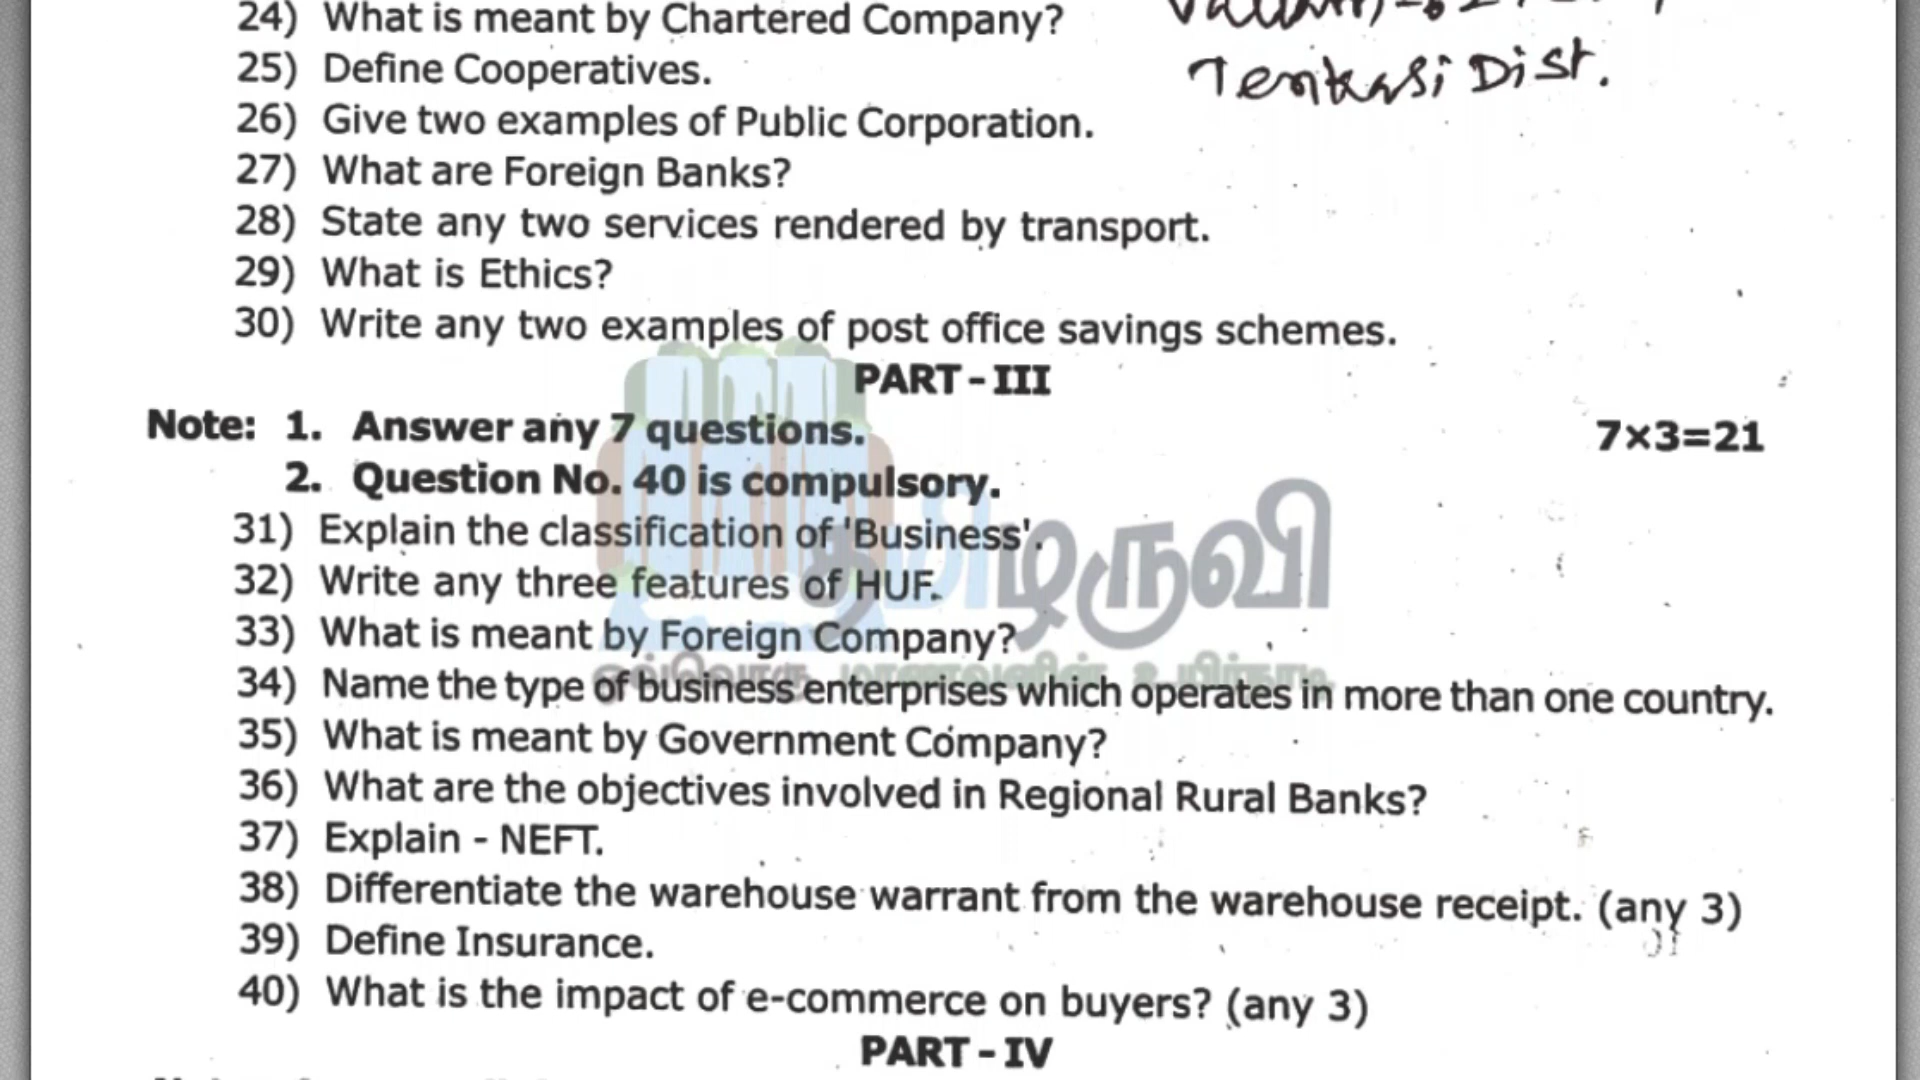 24) What is meant by Chartered Company?
Tenkasi Dist.
25) Define Cooperatives.
26) Give two examples of Public Corporation.
27) What are Foreign Banks?
28) State any two services rendered by transport.
29) What is Ethics?
30) Write any two examples of post office savings schemes.
PART - III
Note: 1. Answer any 7 questions. 7×3=21
2. Question No. 40 is compulsory.
31) Explain the classification of 'Business'.
32) Write any three features of HUF.
தமிழருவி
33) What is meant by Foreign Company?
34) Name the type of business enterprises which operates in more than one country.
35) What is meant by Government Company?
36) What are the objectives involved in Regional Rural Banks?
37) Explain - NEFT.
38) Differentiate the warehouse warrant from the warehouse receipt. (any 3)
39) Define Insurance.
40) What is the impact of e-commerce on buyers? (any 3)
PART - IV